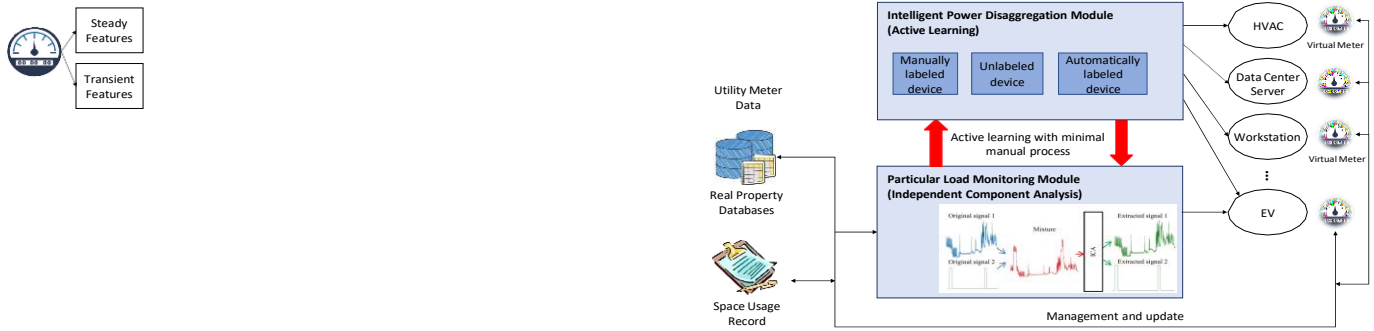 Steady
Features
Transient
Features
Utility Meter
Data
Real Property
Databases
Space Usage
Record
Intelligent Power Disaggregation Module
(Active Learning)
Manually
labeled
device
Unlabeled
device
Automatically
labeled
device
Active learning with minimal
manual process
Particular Load Monitoring Module
(Independent Component Analysis)
Original signal 1
Mixture
Extracted signal 1
ICA
Original signal 2
Extracted signal 2
HVAC
Virtual Meter
Data Center
Server
Workstation
Virtual Meter
EV
Management and update